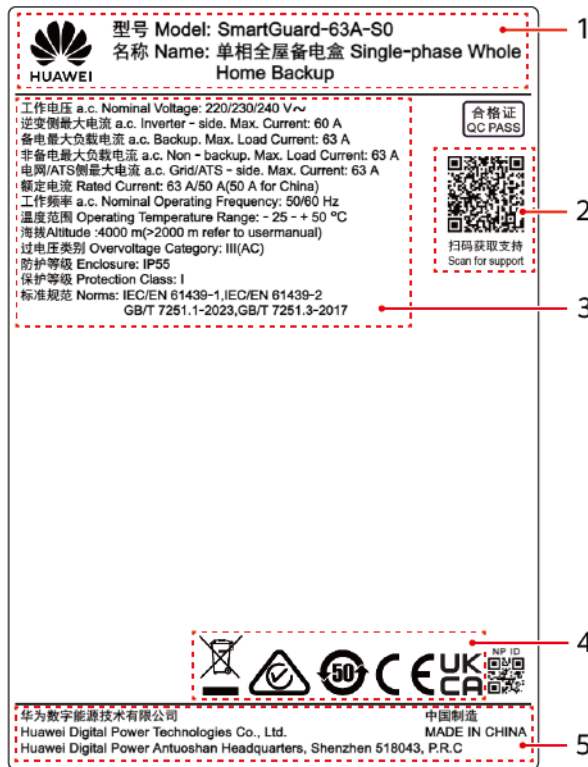 HUAWEI
型号 Model: SmartGuard-63A-S0
名称 Name: 单相全屋备电盒 Single-phase Whole
Home Backup
1
工作电压 a.c. Nominal Voltage: 220/230/240 V~
逆变侧最大电流 a.c. Inverter - side. Max. Current: 60 A
备电最大负载电流 a.c. Backup. Max. Load Current: 63 A
非备电最大负载电流 a.c. Non - backup. Max. Load Current: 63 A
电网/ATS侧最大电流 a.c. Grid/ATS - side. Max. Current: 63 A
额定电流 Rated Current: 63 A/50 A(50 A for China)
工作频率 a.c. Nominal Operating Frequency: 50/60 Hz
温度范围 Operating Temperature Range: - 25 - + 50 ºC
海拔Altitude :4000 m(>2000 m refer to usermanual)
过电压类别 Overvoltage Category: III(AC)
防护等级 Enclosure: IP55
保护等级 Protection Class: I
标准规范 Norms: IEC/EN 61439-1,IEC/EN 61439-2
GB/T 7251.1-2023,GB/T 7251.3-2017
合格证
QC PASS
2
扫码获取支持
Scan for support
3
50
CE
UK
CA
4
NP ID
华为数字能源技术有限公司
中国制造
Huawei Digital Power Technologies Co., Ltd.
MADE IN CHINA
Huawei Digital Power Antuoshan Headquarters, Shenzhen 518043, P.R.C
5